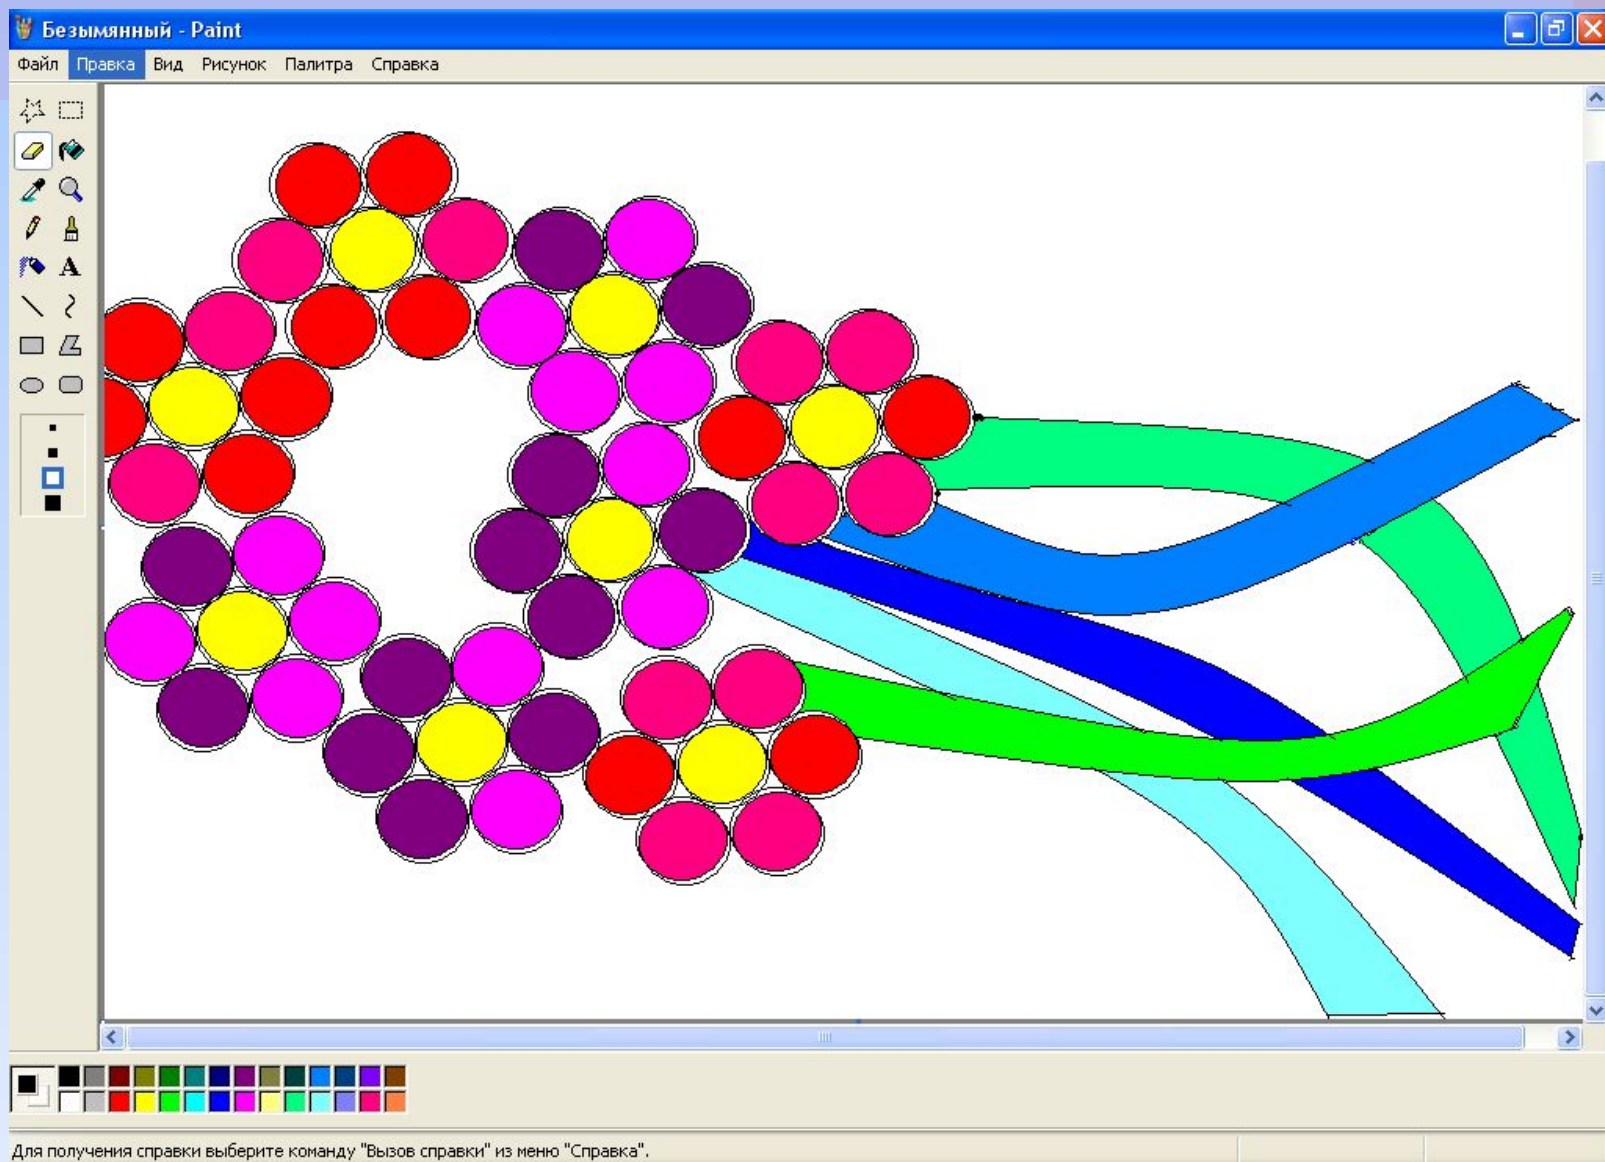 Безымянный - Paint
Файл Правка Вид Рисунок Палитра Справка
A
Для получения справки выберите команду "Вызов справки" из меню "Справка".